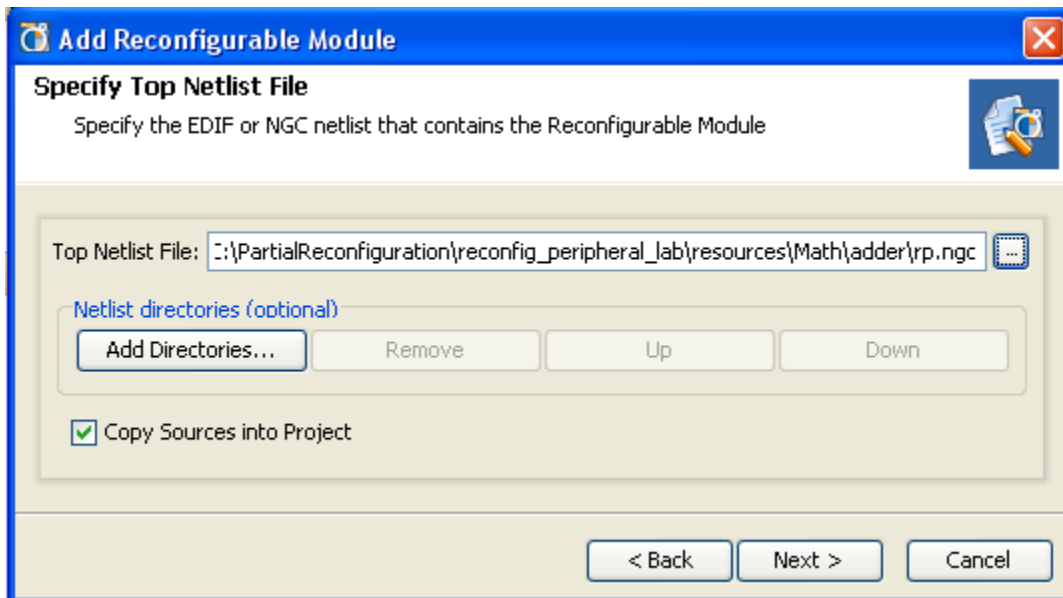 Add Reconfigurable Module
Specify Top Netlist File
Specify the EDIF or NGC netlist that contains the Reconfigurable Module
Top Netlist File: :\PartialReconfiguration\reconfig_peripheral_lab\resources\Math\adder\rp.ngc ...
Netlist directories (optional)
Add Directories... Remove Up Down
Copy Sources into Project
< Back Next > Cancel